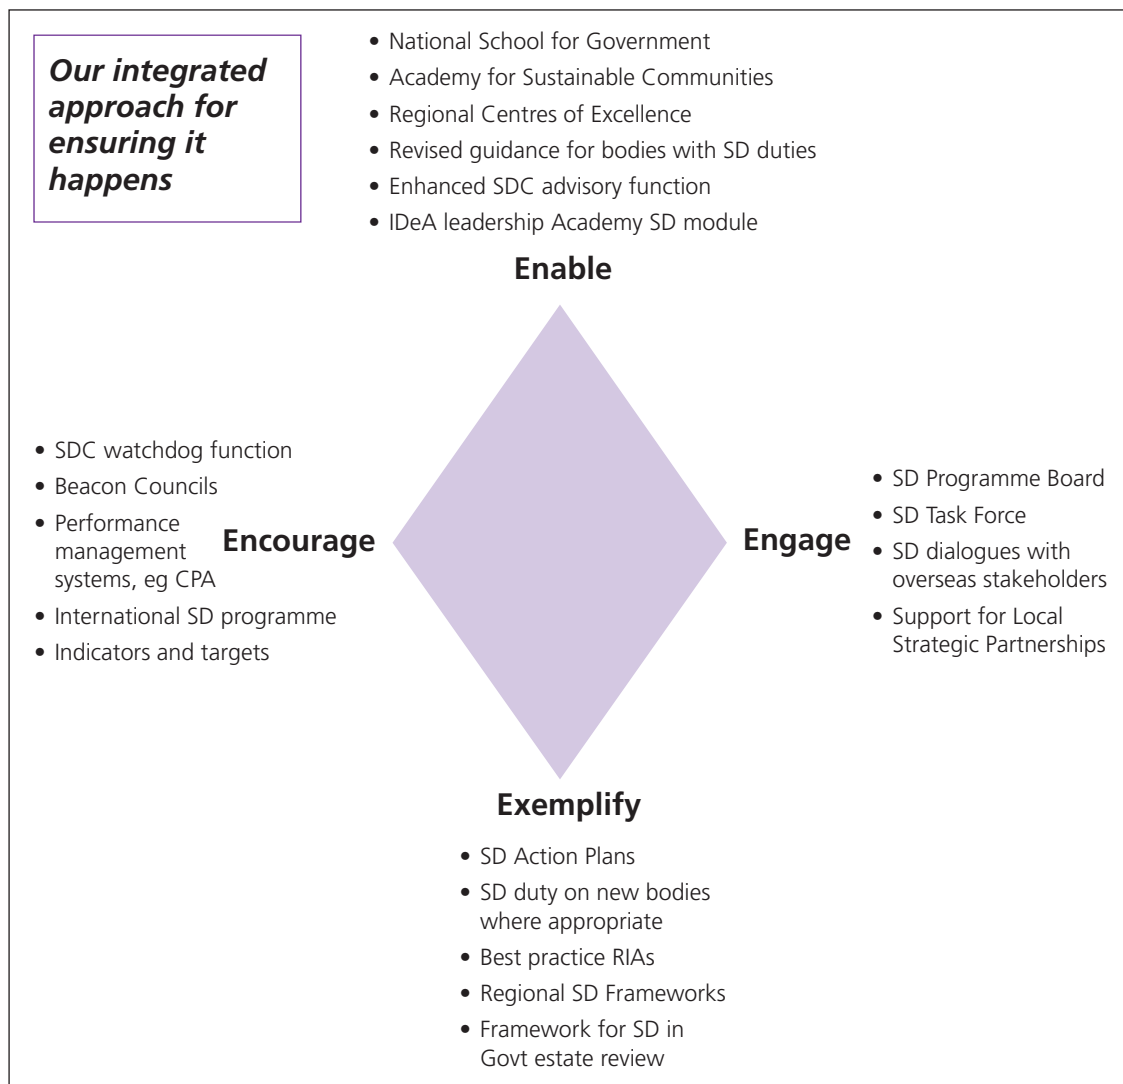 Our integrated
approach for
ensuring it
happens
• National School for Government
• Academy for Sustainable Communities
• Regional Centres of Excellence
• Revised guidance for bodies with SD duties
• Enhanced SDC advisory function
• IDeA leadership Academy SD module
Enable
• SDC watchdog function
• Beacon Councils
• Performance
management
systems, eg CPA
• International SD programme
• Indicators and targets
Encourage
Engage
• SD Programme Board
• SD Task Force
• SD dialogues with
overseas stakeholders
• Support for Local
Strategic Partnerships
Exemplify
• SD Action Plans
• SD duty on new bodies
where appropriate
• Best practice RIAs
• Regional SD Frameworks
• Framework for SD in
Govt estate review